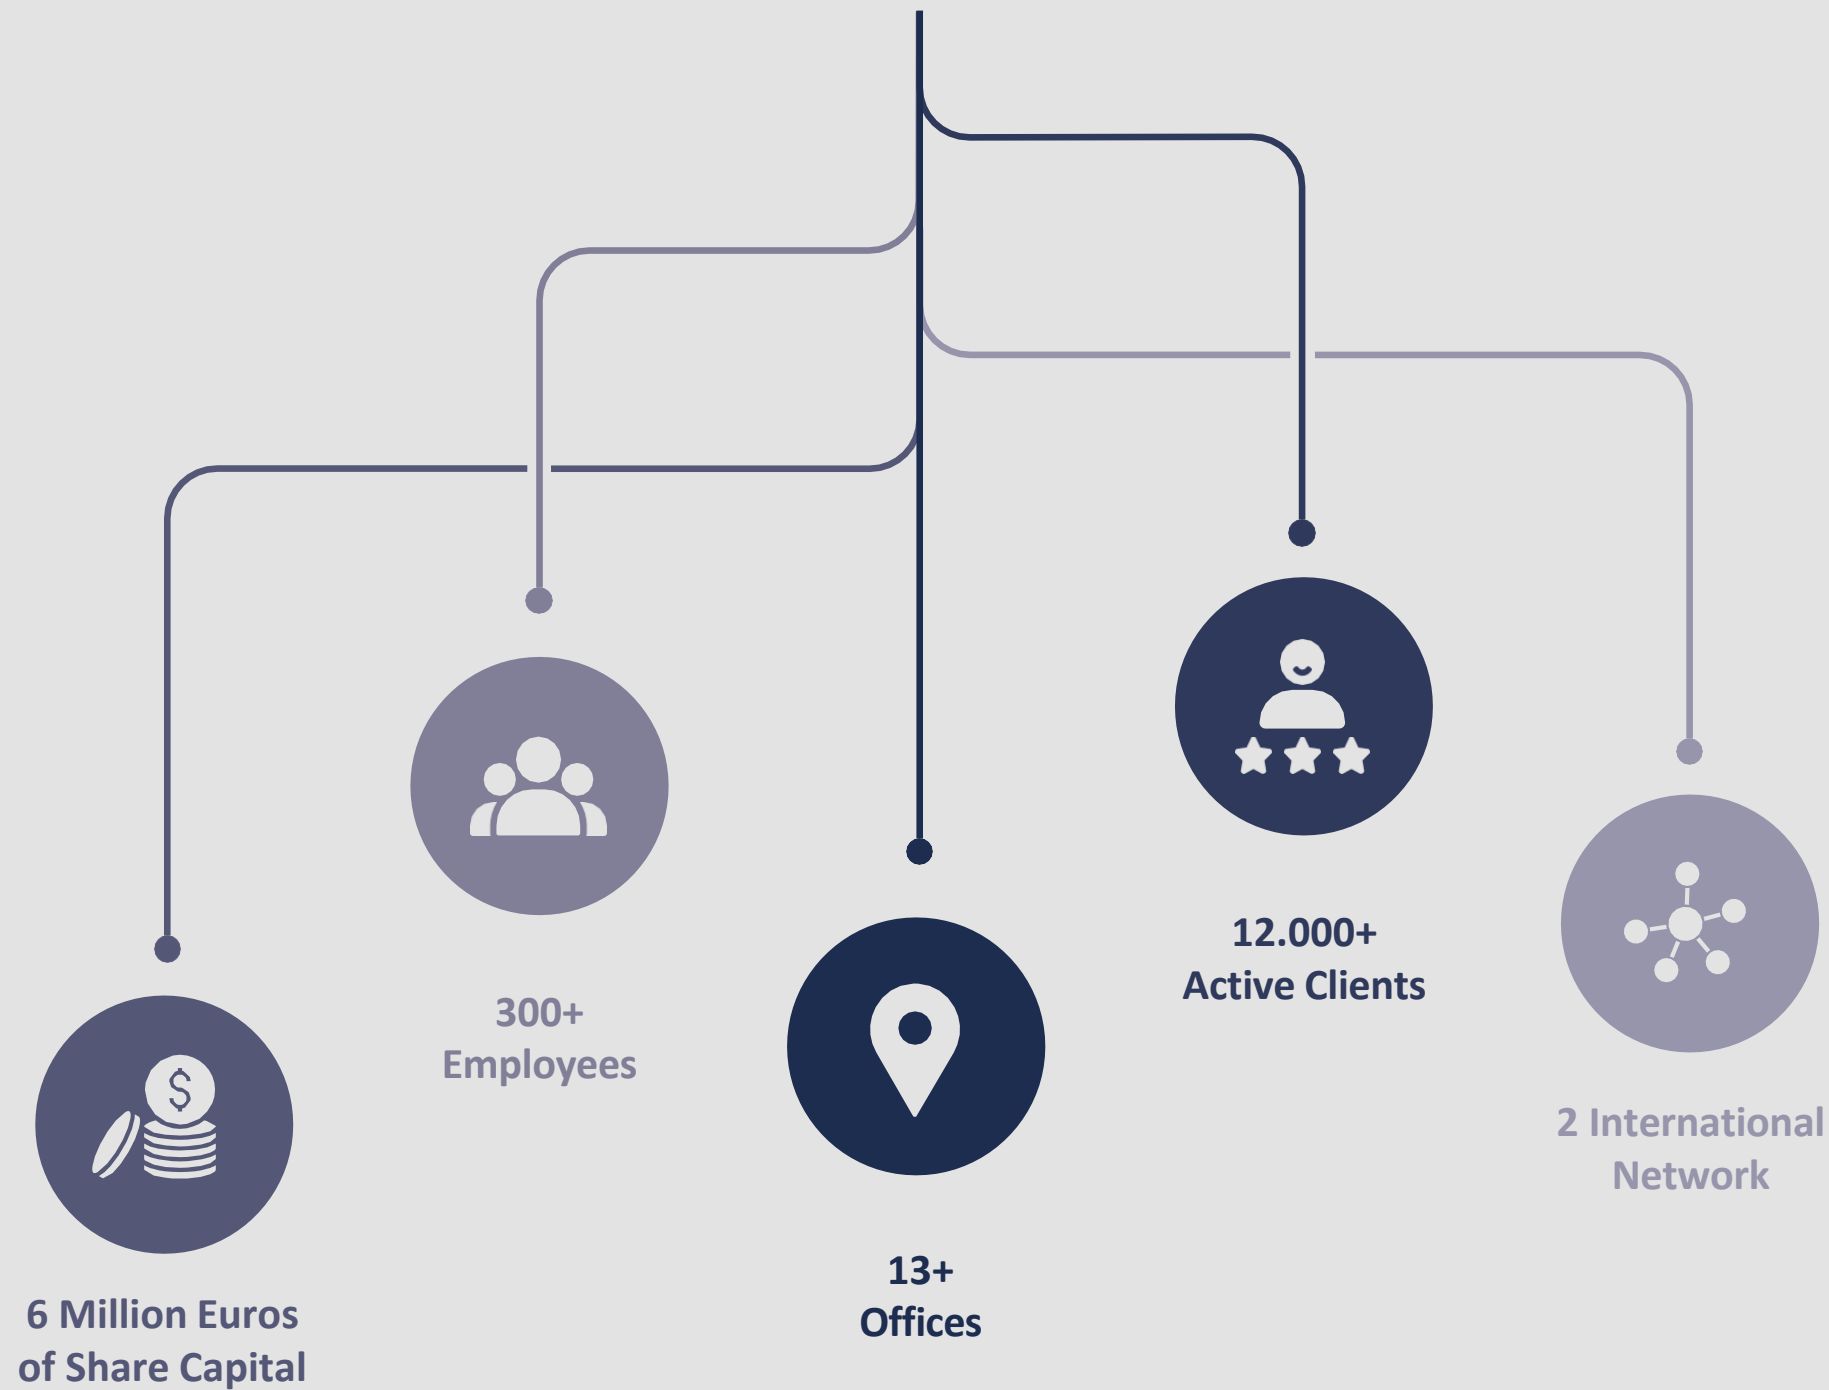 6 Million Euros
of Share Capital
300+
Employees
13+
Offices
12.000+
Active Clients
2 International
Network